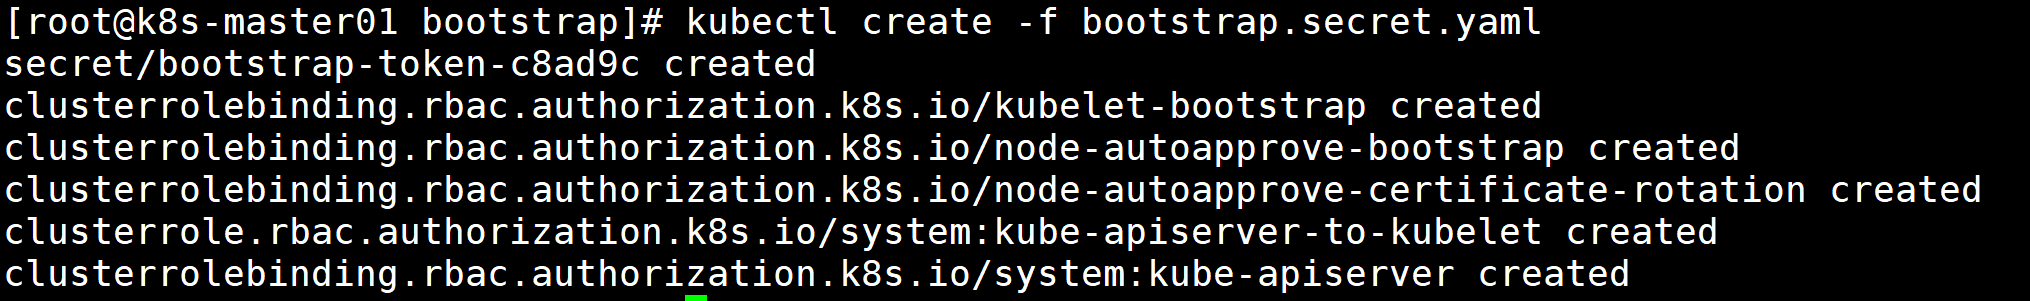 [root@k8s-master01 bootstrap]# kubectl create -f bootstrap.secret.yaml
secret/bootstrap-token-c8ad9c created
clusterrolebinding.rbac.authorization.k8s.io/kubelet-bootstrap created
clusterrolebinding.rbac.authorization.k8s.io/node-autoapprove-bootstrap created
clusterrolebinding.rbac.authorization.k8s.io/node-autoapprove-certificate-rotation created
clusterrole.rbac.authorization.k8s.io/system:kube-apiserver-to-kubelet created
clusterrolebinding.rbac.authorization.k8s.io/system:kube-apiserver created